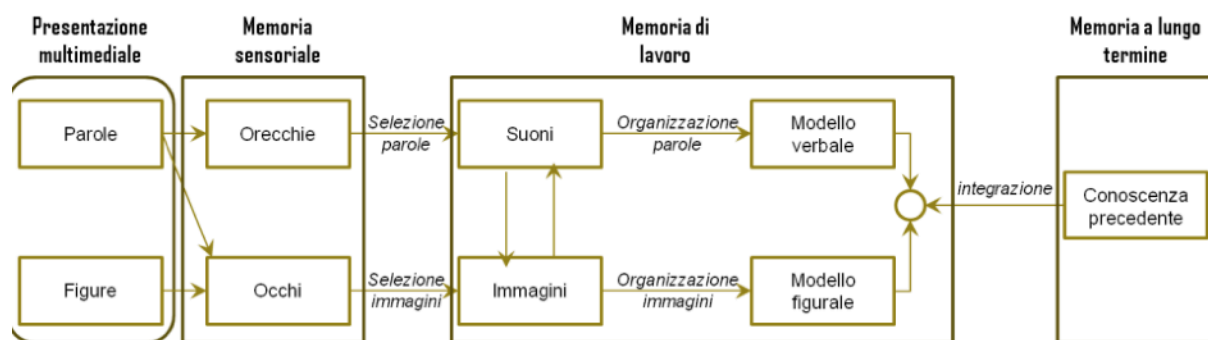 Presentazione
multimediale
Memoria
sensoriale
Memoria di
lavoro
Memoria a lungo
termine
Parole
Orecchie
Selezione
parole
Suoni
Organizzazione
parole
Modello
verbale
integrazione
Conoscenza
precedente
Figure
Occhi
Selezione
immagini
Immagini
Organizzazione
immagini
Modello
figurale